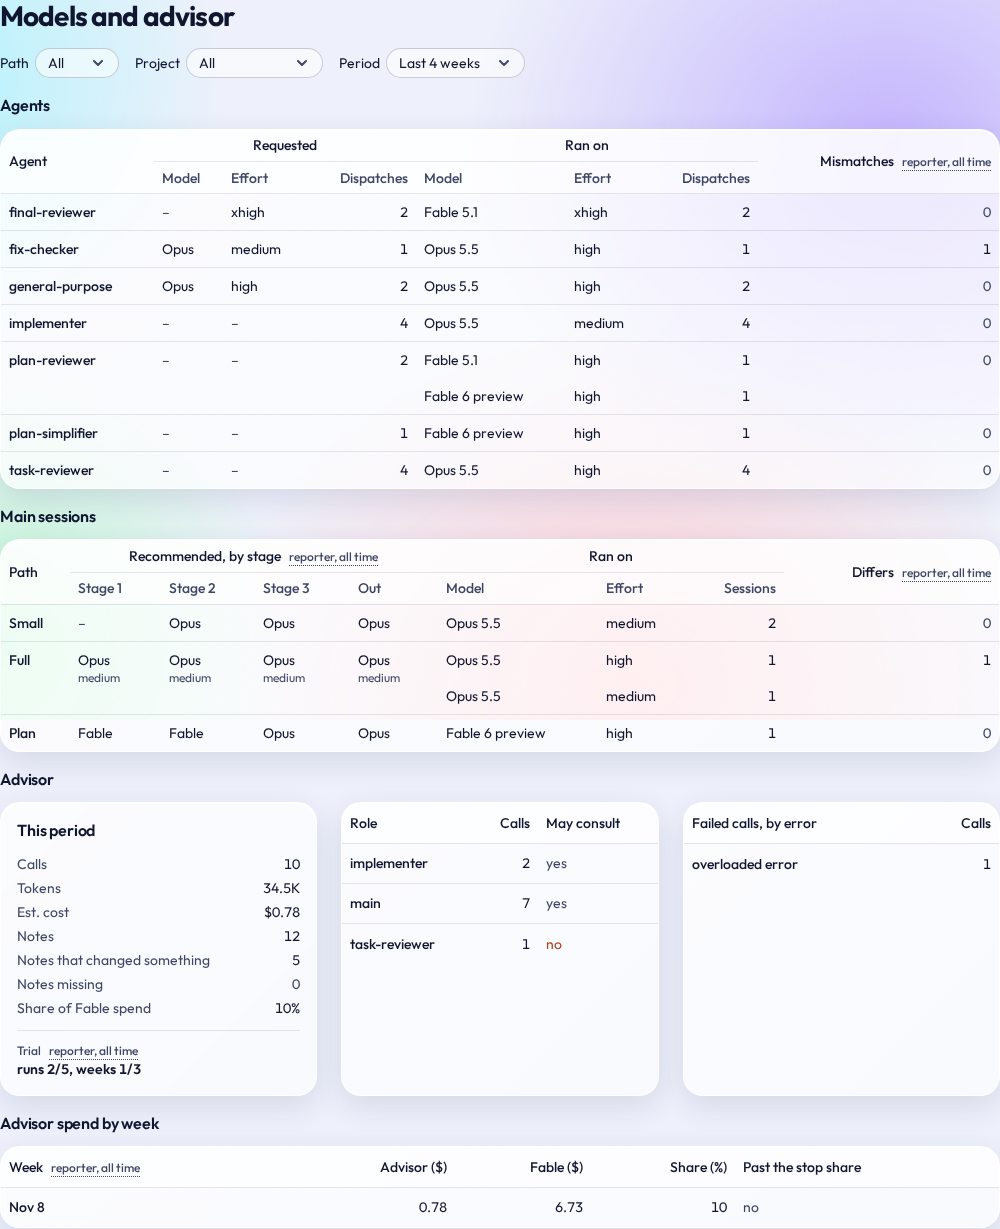 Models and advisor
Path All Project All Period Last 4 weeks
Agents
Agent Requested Ran on Mismatches reporter, all time
Model Effort Dispatches Model Effort Dispatches
final-reviewer – xhigh 2 Fable 5.1 xhigh 2 0
fix-checker Opus medium 1 Opus 5.5 high 1 1
general-purpose Opus high 2 Opus 5.5 high 2 0
implementer – – 4 Opus 5.5 medium 4 0
plan-reviewer – – 2 Fable 5.1 high 1 0
Fable 6 preview high 1
plan-simplifier – – 1 Fable 6 preview high 1 0
task-reviewer – – 4 Opus 5.5 high 4 0
Main sessions
Path Recommended, by stage reporter, all time Ran on Differs reporter, all time
Stage 1 Stage 2 Stage 3 Out Model Effort Sessions
Small – Opus Opus Opus Opus 5.5 medium 2 0
Full Opus Opus Opus Opus Opus 5.5 high 1 1
medium medium medium medium
Opus 5.5 medium 1
Plan Fable Fable Opus Opus Fable 6 preview high 1 0
Advisor
This period
Calls 10
Tokens 34.5K
Est. cost $0.78
Notes 12
Notes that changed something 5
Notes missing 0
Share of Fable spend 10%
Trial reporter, all time
runs 2/5, weeks 1/3
Role Calls May consult
implementer 2 yes
main 7 yes
task-reviewer 1 no
Failed calls, by error Calls
overloaded error 1
Advisor spend by week
Week reporter, all time Advisor ($) Fable ($) Share (%) Past the stop share
Nov 8 0.78 6.73 10 no